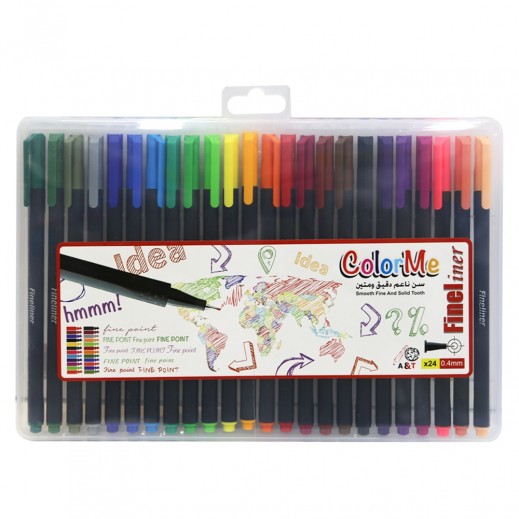 Idea
Idea
hmmm!
ColorMe
سن ناعم دقيق ومتين
Smooth Fine And Solid Tooth
fine point
FINE POINT Fine point FINE POINT
Fine point FINE POINT Fine point
FINE POINT fine point
Fine point FINE POINT
?%
A&T
x24
0.4mm
FineLiner
Fineliner
Fineliner